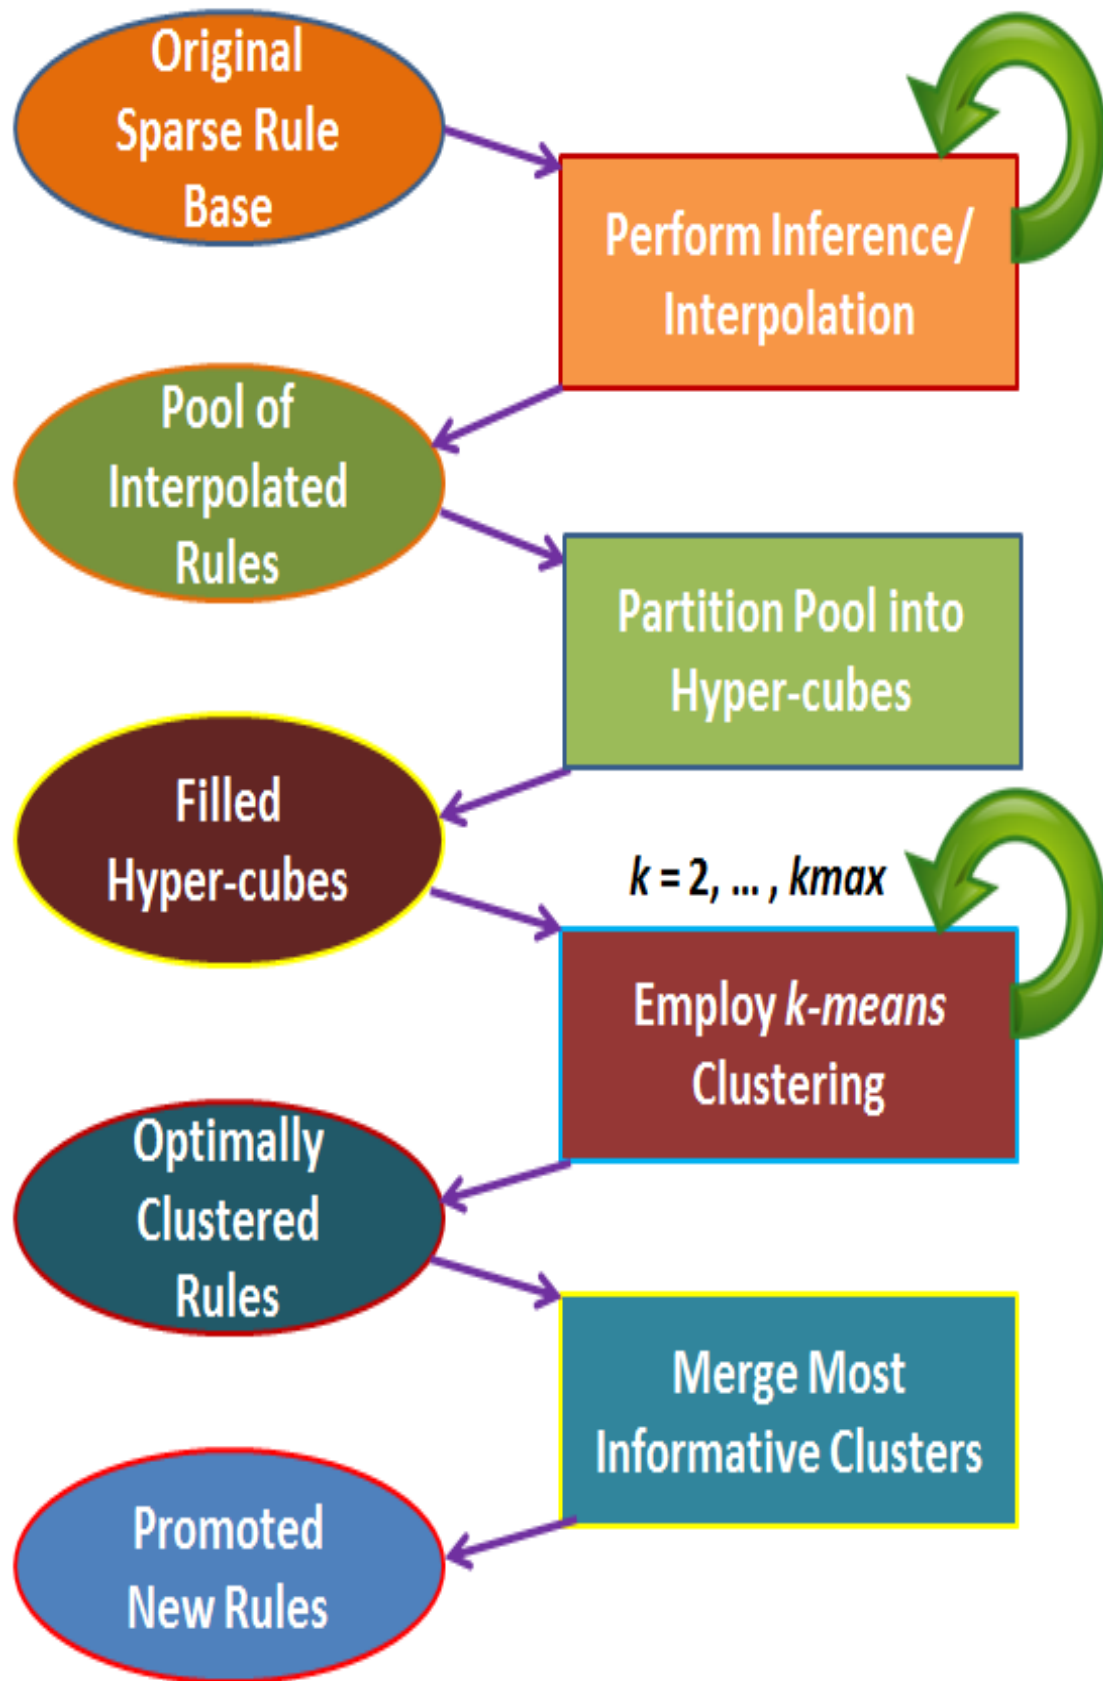 Original
Sparse Rule
Base
Perform Inference/
Interpolation
Pool of
Interpolated
Rules
Partition Pool into
Hyper-cubes
Filled
Hyper-cubes
k = 2, ... , kmax
Employ k-means
Clustering
Optimally
Clustered
Rules
Merge Most
Informative Clusters
Promoted
New Rules